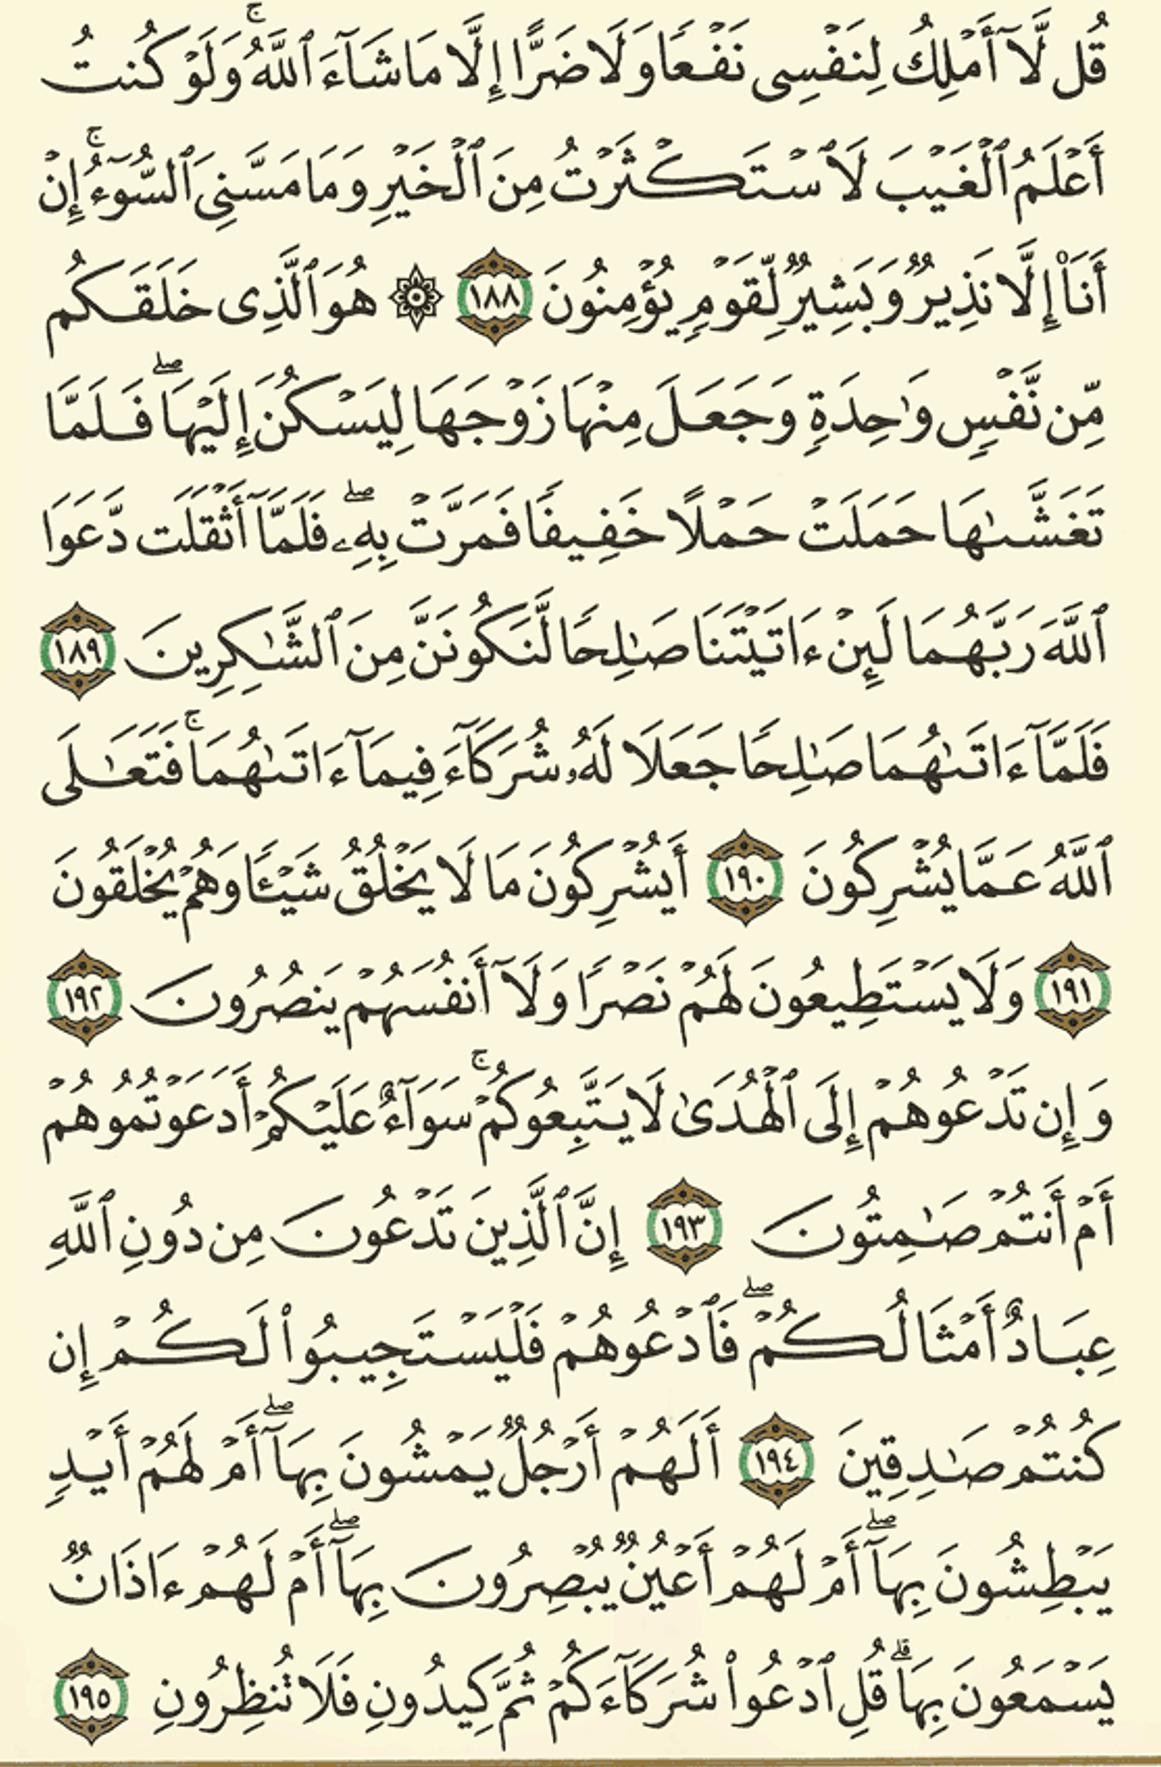 قُل لَّآ أَمْلِكُ لِنَفْسِى نَفْعًا وَلَا ضَرًّا إِلَّا مَا شَآءَ ٱللَّهُ ۚ وَلَوْ كُنتُ
أَعْلَمُ ٱلْغَيْبَ لَٱسْتَكْثَرْتُ مِنَ ٱلْخَيْرِ وَمَا مَسَّنِىَ ٱلسُّوٓءُ ۚ إِنْ
أَنَا۠ إِلَّا نَذِيرٌ وَبَشِيرٌ لِّقَوْمٍ يُؤْمِنُونَ ١٨٨ ۞ هُوَ ٱلَّذِى خَلَقَكُم
مِّن نَّفْسٍ وَٰحِدَةٍ وَجَعَلَ مِنْهَا زَوْجَهَا لِيَسْكُنَ إِلَيْهَا ۖ فَلَمَّا
تَغَشَّىٰهَا حَمَلَتْ حَمْلًا خَفِيفًا فَمَرَّتْ بِهِۦ ۖ فَلَمَّآ أَثْقَلَت دَّعَوَا
ٱللَّهَ رَبَّهُمَا لَئِنْ ءَاتَيْتَنَا صَٰلِحًا لَّنَكُونَنَّ مِنَ ٱلشَّٰكِرِينَ ١٨٩
فَلَمَّآ ءَاتَىٰهُمَا صَٰلِحًا جَعَلَا لَهُۥ شُرَكَآءَ فِيمَآ ءَاتَىٰهُمَا ۚ فَتَعَٰلَى
ٱللَّهُ عَمَّا يُشْرِكُونَ ١٩٠ أَيُشْرِكُونَ مَا لَا يَخْلُقُ شَيْـًٔا وَهُمْ يُخْلَقُونَ
١٩١ وَلَا يَسْتَطِيعُونَ لَهُمْ نَصْرًا وَلَآ أَنفُسَهُمْ يَنصُرُونَ ١٩٢
وَإِن تَدْعُوهُمْ إِلَى ٱلْهُدَىٰ لَا يَتَّبِعُوكُمْ ۚ سَوَآءٌ عَلَيْكُمْ أَدَعَوْتُمُوهُمْ
أَمْ أَنتُمْ صَٰمِتُونَ ١٩٣ إِنَّ ٱلَّذِينَ تَدْعُونَ مِن دُونِ ٱللَّهِ
عِبَادٌ أَمْثَالُكُمْ ۖ فَٱدْعُوهُمْ فَلْيَسْتَجِيبُوا۟ لَكُمْ إِن
كُنتُمْ صَٰدِقِينَ ١٩٤ أَلَهُمْ أَرْجُلٌ يَمْشُونَ بِهَآ ۖ أَمْ لَهُمْ أَيْدٍ
يَبْطِشُونَ بِهَآ ۖ أَمْ لَهُمْ أَعْيُنٌ يُبْصِرُونَ بِهَآ ۖ أَمْ لَهُمْ ءَاذَانٌ
يَسْمَعُونَ بِهَا ۗ قُلِ ٱدْعُوا۟ شُرَكَآءَكُمْ ثُمَّ كِيدُونِ فَلَا تُنظِرُونِ ١٩٥